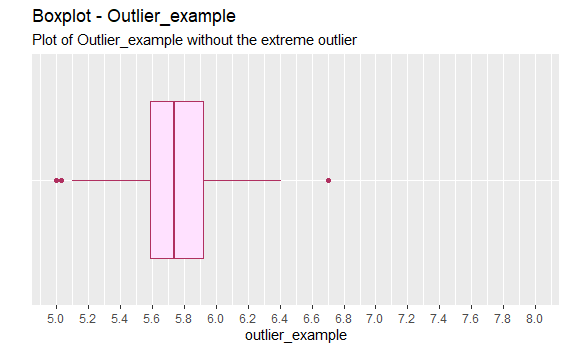 Boxplot - Outlier_example
Plot of Outlier_example without the extreme outlier
5.0 5.2 5.4 5.6 5.8 6.0 6.2 6.4 6.6 6.8 7.0 7.2 7.4 7.6 7.8 8.0
outlier_example